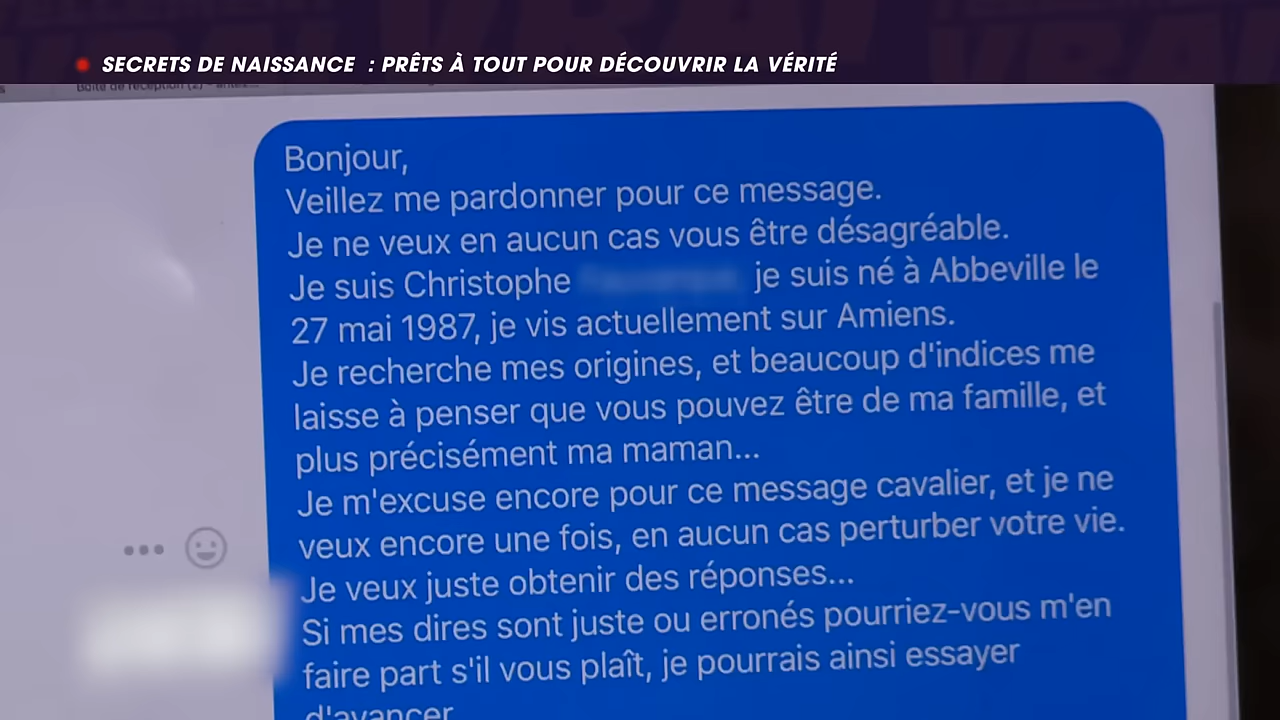 SECRETS DE NAISSANCE : PRÊTS À TOUT POUR DÉCOUVRIR LA VÉRITÉ
Boîte de réception (2)
Bonjour,
Veillez me pardonner pour ce message.
Je ne veux en aucun cas vous être désagréable.
Je suis Christophe je suis né à Abbeville le
27 mai 1987, je vis actuellement sur Amiens.
Je recherche mes origines, et beaucoup d'indices me
laisse à penser que vous pouvez être de ma famille, et
plus précisément ma maman...
Je m'excuse encore pour ce message cavalier, et je ne
veux encore une fois, en aucun cas perturber votre vie.
Je veux juste obtenir des réponses...
Si mes dires sont juste ou erronés pourriez-vous m'en
faire part s'il vous plaît, je pourrais ainsi essayer
d'avancer